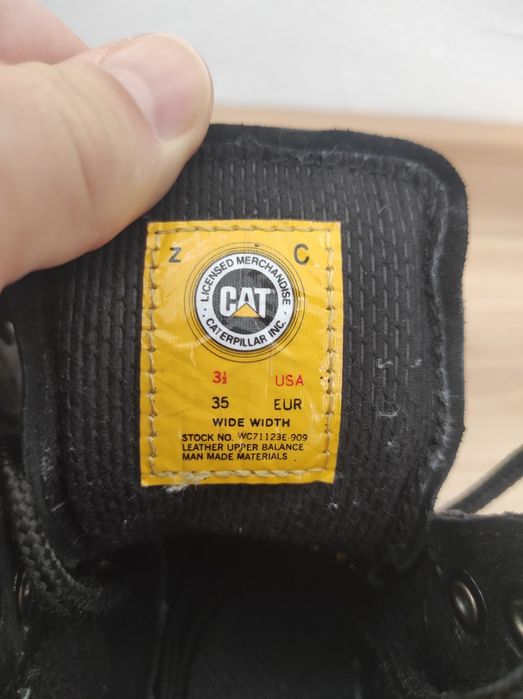 Z C
LICENSED MERCHANDISE
CAT
CATERPILLAR INC.
3½ USA
35 EUR
WIDE WIDTH
STOCK NO. WC71123E-909
LEATHER UPPER BALANCE
MAN MADE MATERIALS